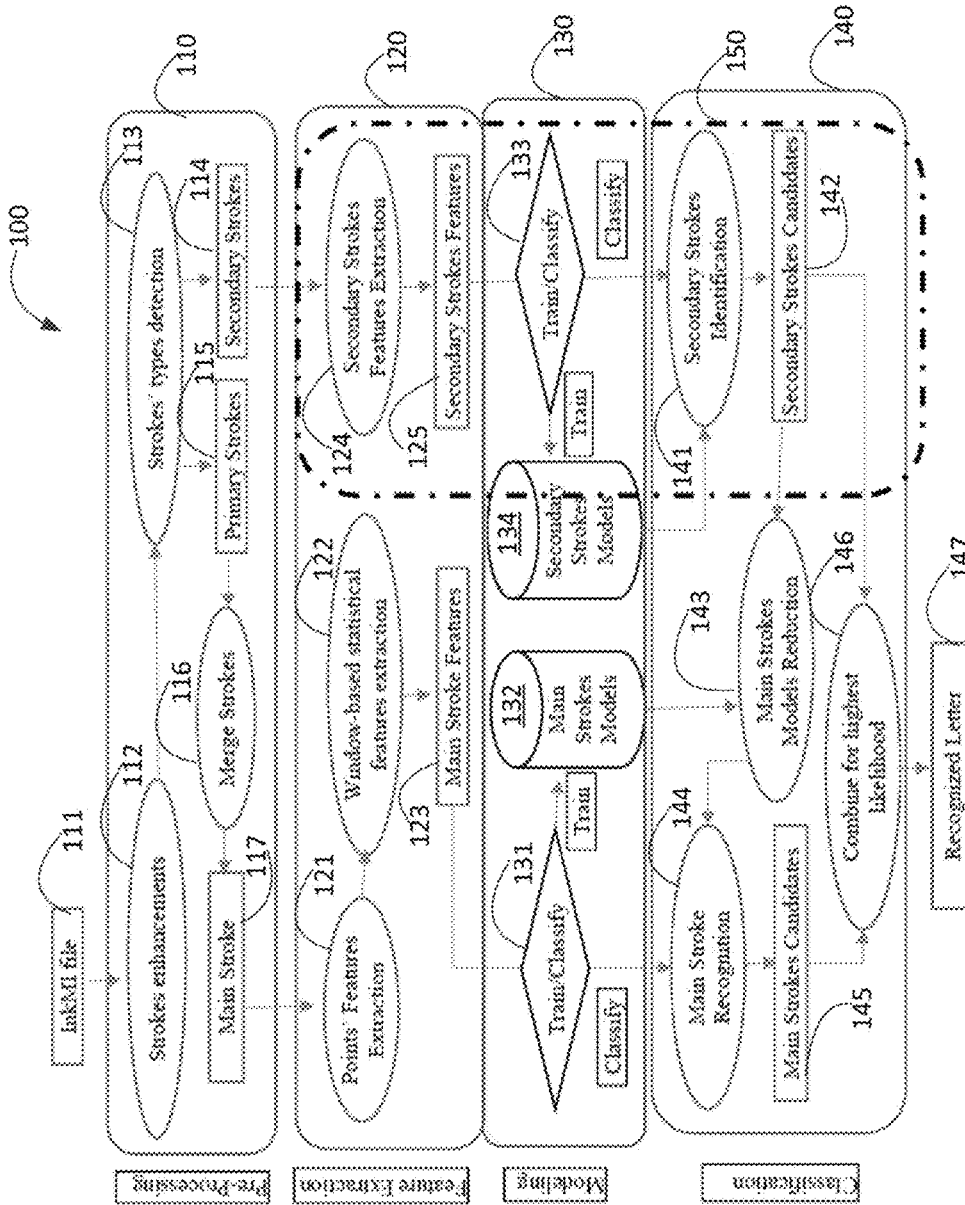 100
InkMl file
111
Pre-Processing
110
Strokes enhancement
112
Strokes' types detection
113
Main Stroke
117
Merge Strokes
116
Primary Strokes
115
Secondary Strokes
114
Feature Extraction
120
Points' Features
Extraction
121
Window-based statistical
features extraction
122
Main Stroke Features
123
Secondary Strokes
Features Extraction
124
Secondary Strokes Features
125
Modeling
130
Train/Classify
131
Classify
Train
132
Main
Strokes
Models
134
Secondary
Strokes
Models
Train
Train/Classify
133
Classify
Classification
140
150
Main Stroke
Recognition
144
Main Strokes Candidates
145
Main Strokes
Models Reduction
143
Combine for highest
likelihood
146
Secondary Strokes
Identification
141
Secondary Strokes Candidates
142
Recognized Letter
147